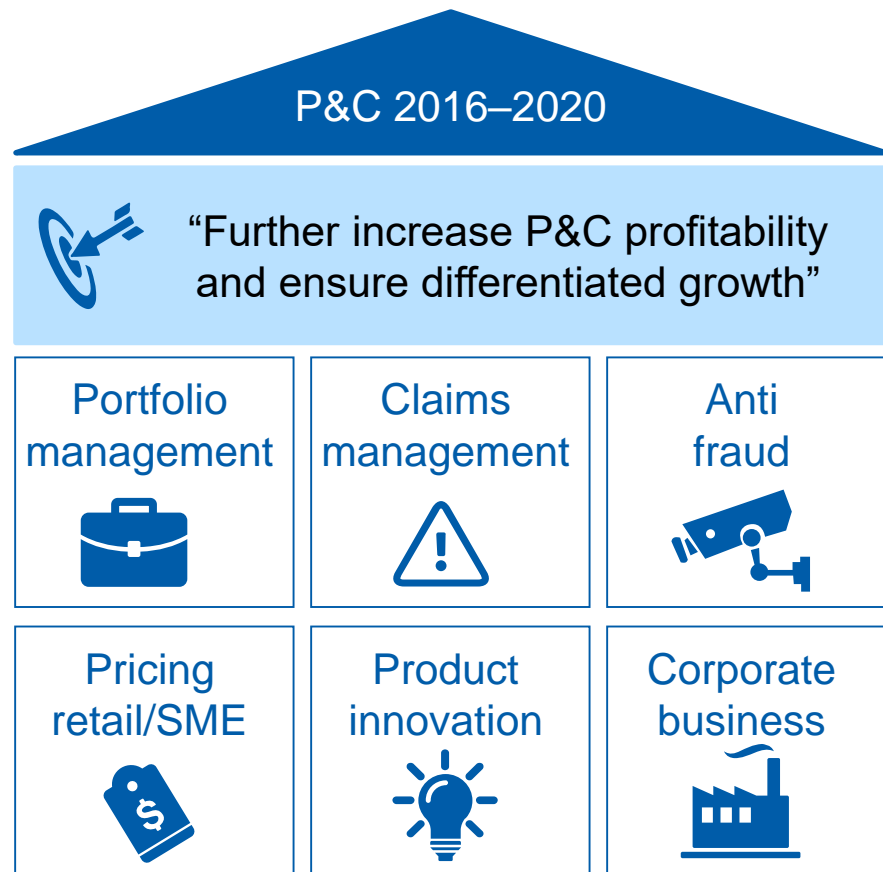 P&C 2016–2020
“Further increase P&C profitability
and ensure differentiated growth”
Portfolio
management
Claims
management
Anti
fraud
Pricing
retail/SME
$
Product
innovation
Corporate
business